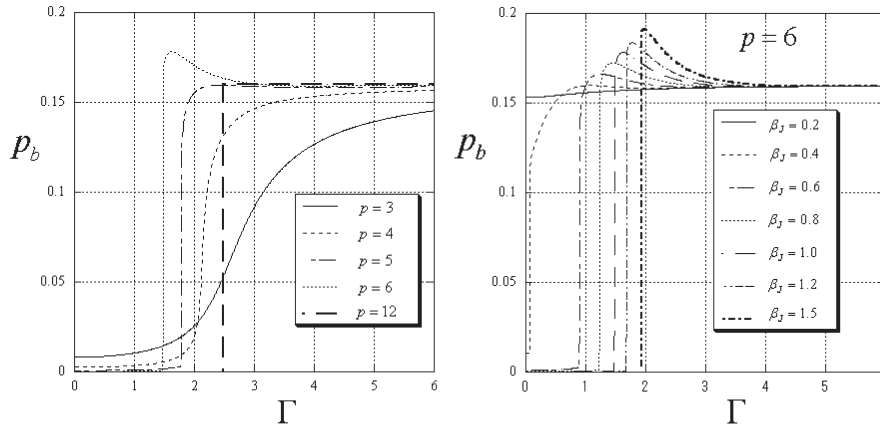 0.2
0.15
0.1
0.05
0
p_b
0 1 2 3 4 5 6
Γ
p = 3
p = 4
p = 5
p = 6
p = 12
p = 6
0.2
0.15
0.1
0.05
0
p_b
0 1 2 3 4 5
Γ
β_J = 0.2
β_J = 0.4
β_J = 0.6
β_J = 0.8
β_J = 1.0
β_J = 1.2
β_J = 1.5